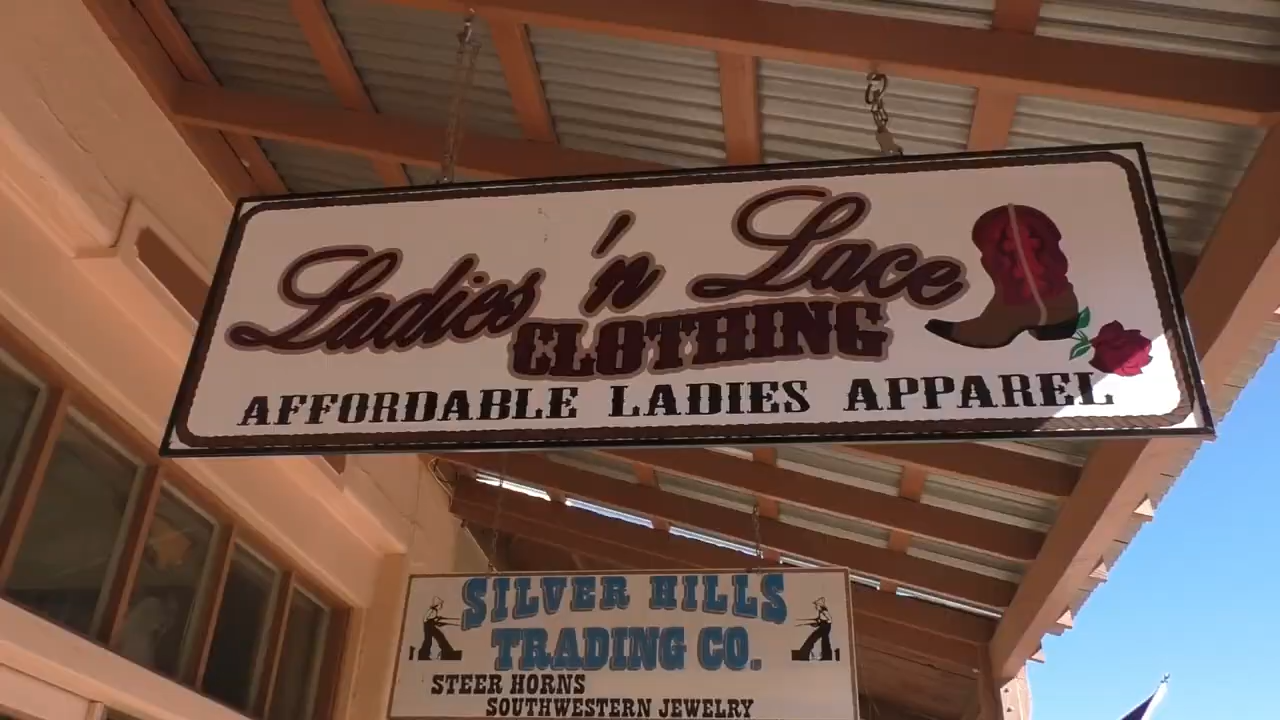 Ladies 'n Lace
CLOTHING
AFFORDABLE LADIES APPAREL
SILVER HILLS
TRADING CO.
STEER HORNS
SOUTHWESTERN JEWELRY